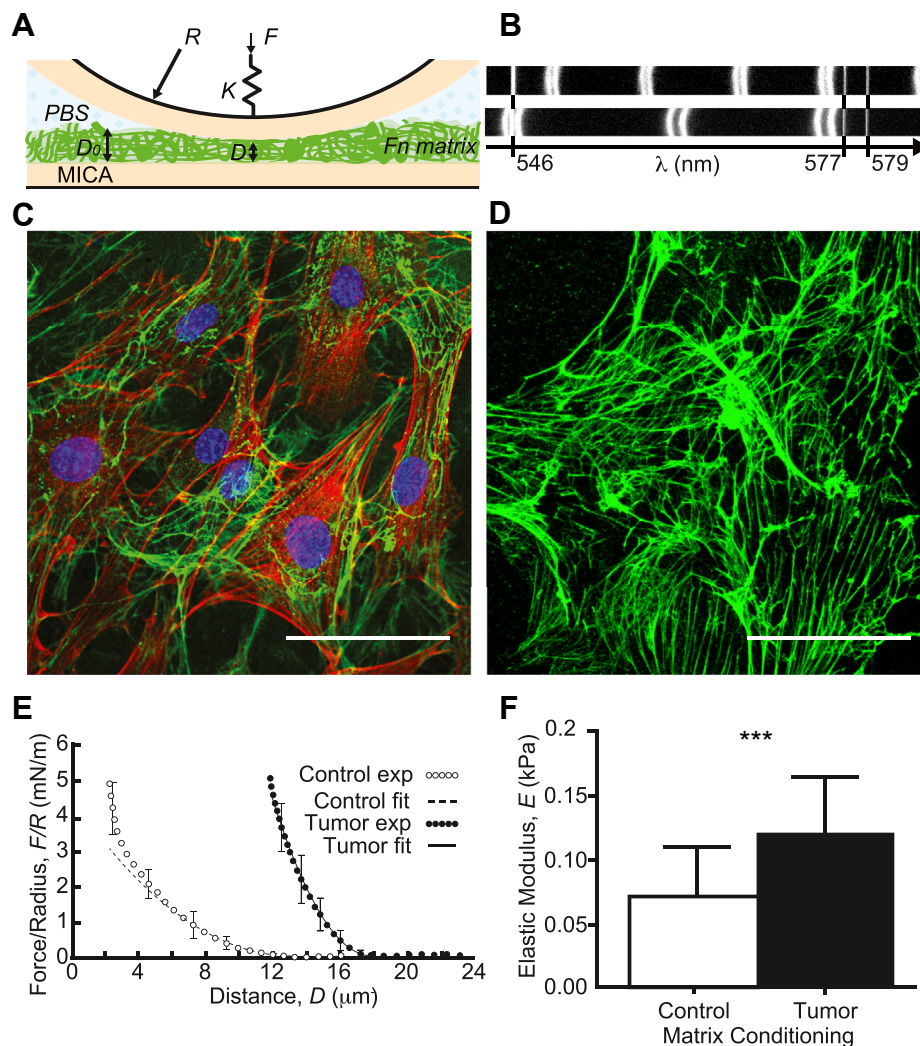 A
R
F
K
PBS
D₀
D
Fn matrix
MICA
B
546
λ (nm)
577
579
C
D
E
Force/Radius, F/R (mN/m)
6
5
4
3
2
1
0
0
4
8
12
16
20
24
Distance, D (μm)
Control exp
Control fit
Tumor exp
Tumor fit
F
***
Elastic Modulus, E (kPa)
0.2
0.15
0.10
0.05
0.00
Control
Tumor
Matrix Conditioning